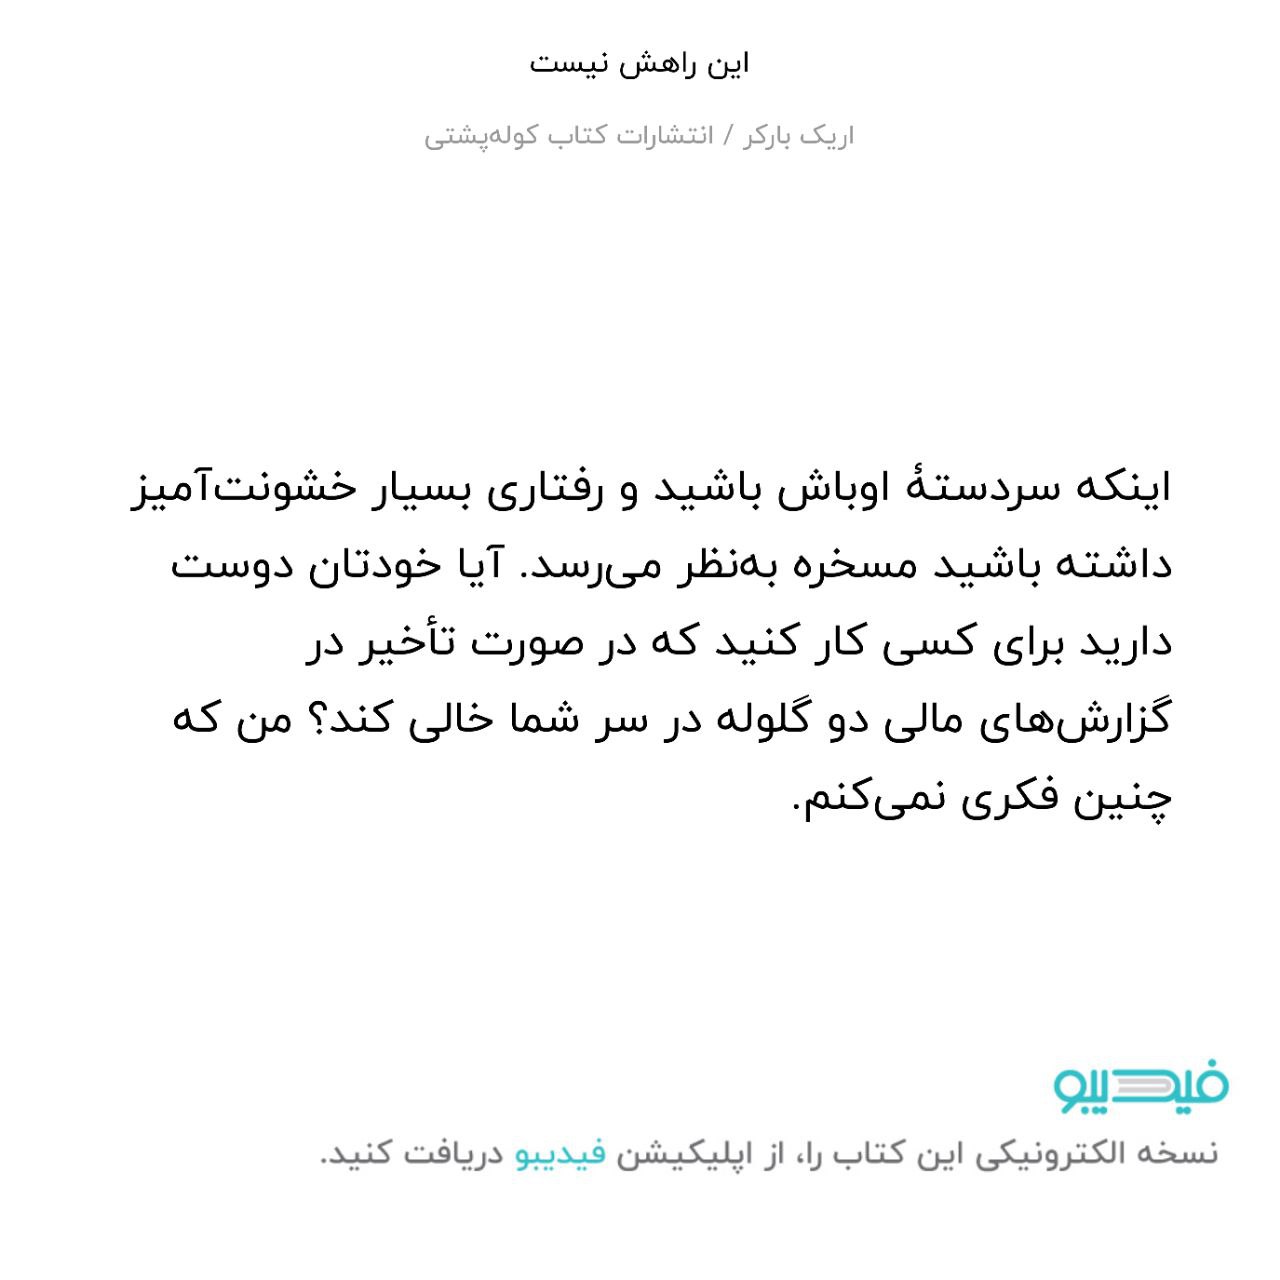 این راهش نیست
اریک بارکر / انتشارات کتاب کوله‌پشتی
اینکه سردستهٔ اوباش باشید و رفتاری بسیار خشونت‌آمیز
داشته باشید مسخره به‌نظر می‌رسد. آیا خودتان دوست
دارید برای کسی کار کنید که در صورت تأخیر در
گزارش‌های مالی دو گلوله در سر شما خالی کند؟ من که
چنین فکری نمی‌کنم.
فیدیبو
نسخه الکترونیکی این کتاب را، از اپلیکیشن فیدیبو دریافت کنید.